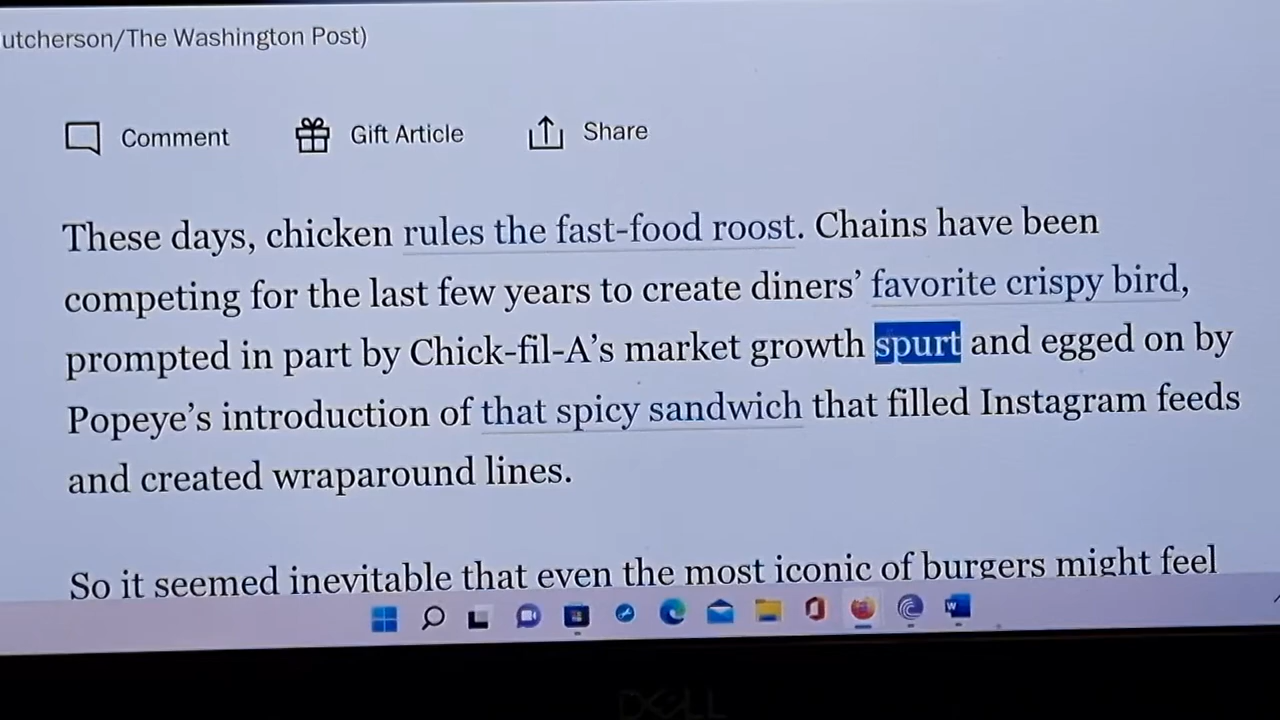 utcherson/The Washington Post)
Comment Gift Article Share
These days, chicken rules the fast-food roost. Chains have been
competing for the last few years to create diners’ favorite crispy bird,
prompted in part by Chick-fil-A’s market growth spurt and egged on by
Popeye’s introduction of that spicy sandwich that filled Instagram feeds
and created wraparound lines.
So it seemed inevitable that even the most iconic of burgers might feel
DELL